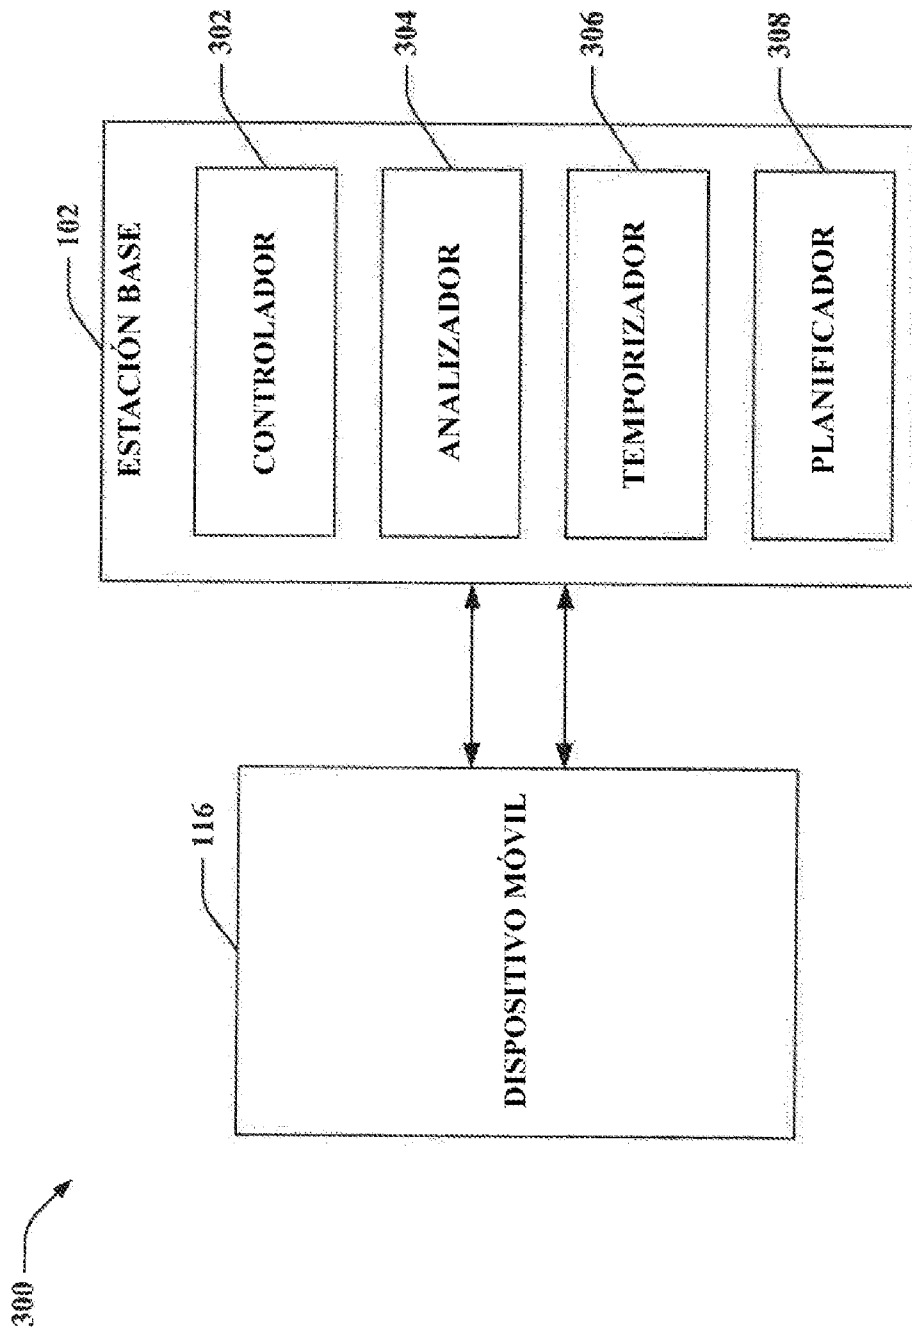 300
116
DISPOSITIVO MÓVIL
102
ESTACIÓN BASE
CONTROLADOR
302
ANALIZADOR
304
TEMPORIZADOR
306
PLANIFICADOR
308